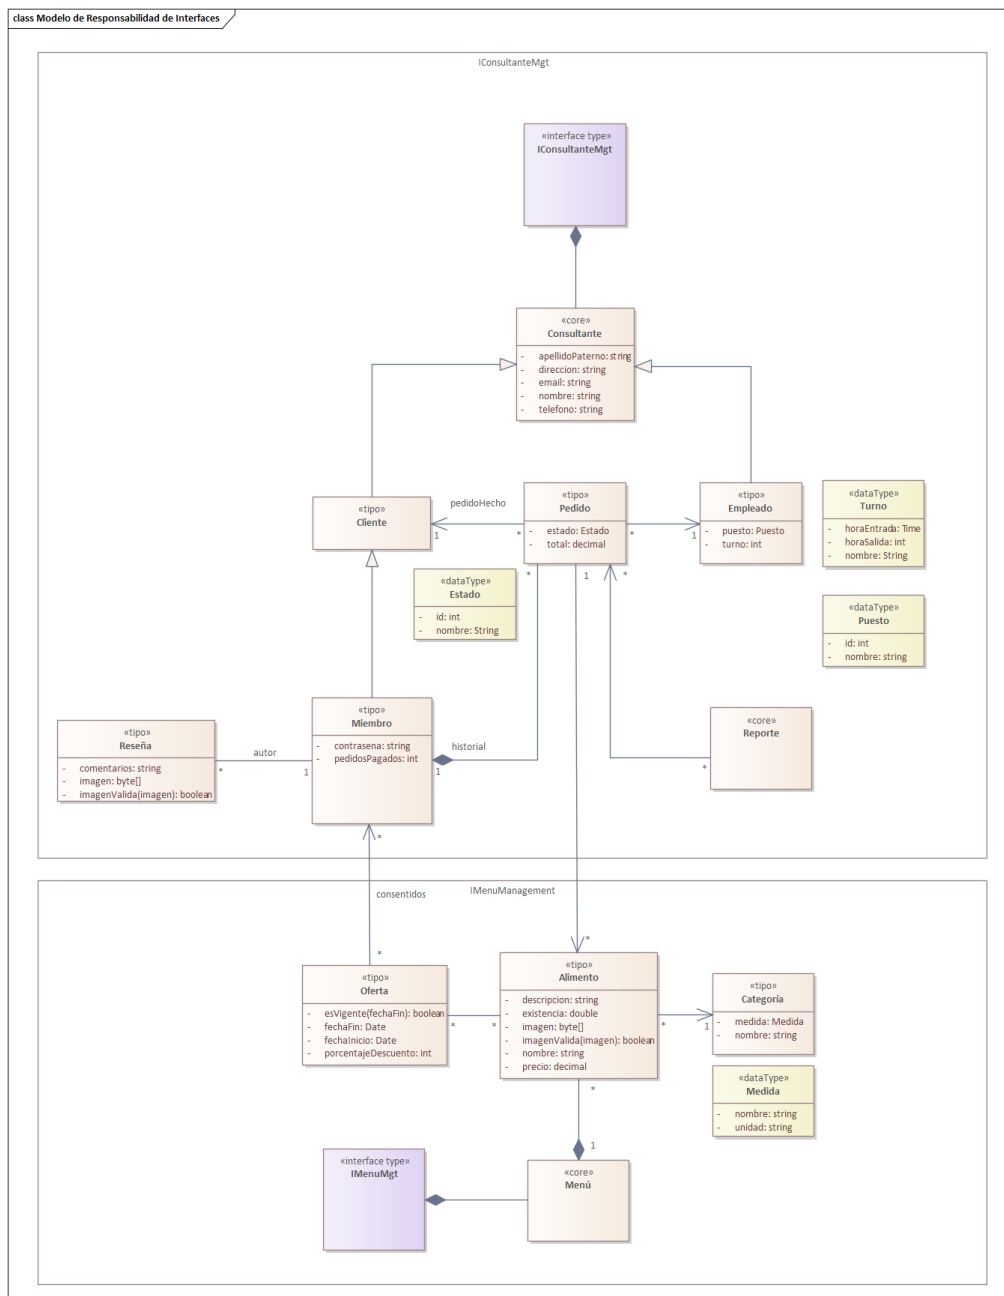 class Modelo de Responsabilidad de Interfaces
IConsultanteMgt
«interface type»
IConsultanteMgt
«core»
Consultante
- apellidoPaterno: string
- direccion: string
- email: string
- nombre: string
- telefono: string
«tipo»
Cliente
pedidoHecho
1
*
«tipo»
Pedido
- estado: Estado
- total: decimal
*
1
«tipo»
Empleado
- puesto: Puesto
- turno: int
«dataType»
Turno
- horaEntrada: Time
- horaSalida: int
- nombre: String
«dataType»
Estado
- id: int
- nombre: String
*
1
*
«dataType»
Puesto
- id: int
- nombre: string
«tipo»
Reseña
- comentarios: string
- imagen: byte[]
- imagenValida(imagen): boolean
autor
*
1
«tipo»
Miembro
- contrasena: string
- pedidosPagados: int
historial
1
«core»
Reporte
*
*
consentidos
*
IMenuManagement
*
«tipo»
Oferta
- esVigente(fechaFin): boolean
- fechaFin: Date
- fechaInicio: Date
- porcentajeDescuento: int
*
*
«tipo»
Alimento
- descripcion: string
- existencia: double
- imagen: byte[]
- imagenValida(imagen): boolean
- nombre: string
- precio: decimal
*
1
«tipo»
Categoría
- medida: Medida
- nombre: string
«dataType»
Medida
- nombre: string
- unidad: string
*
1
«interface type»
IMenuMgt
«core»
Menú